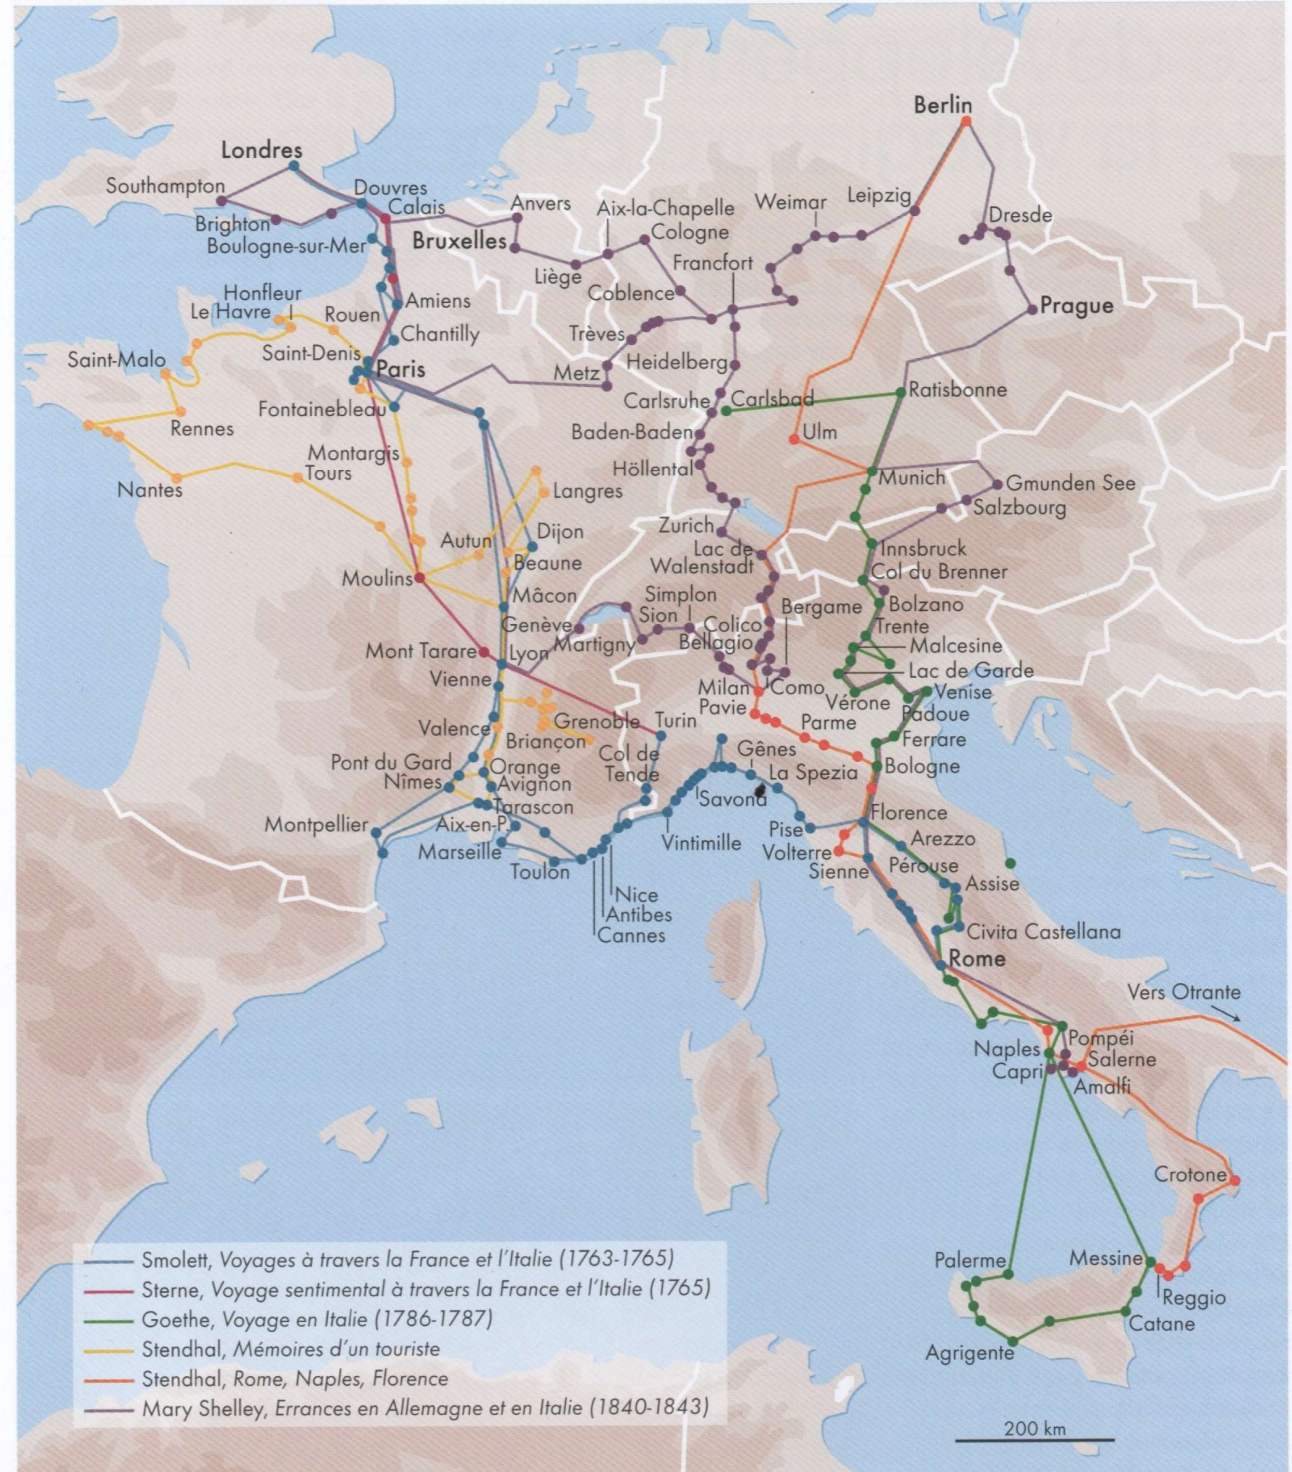 Berlin
Londres
Southampton
Douvres
Calais
Anvers
Aix-la-Chapelle
Weimar
Leipzig
Brighton
Boulogne-sur-Mer
Bruxelles
Cologne
Dresde
Liège
Francfort
Honfleur
Le Havre
Rouen
Amiens
Coblence
Prague
Chantilly
Trèves
Saint-Malo
Saint-Denis
Paris
Metz
Heidelberg
Fontainebleau
Carlsruhe
Carlsbad
Ratisbonne
Rennes
Baden-Baden
Ulm
Montargis
Tours
Höllental
Munich
Gmunden See
Nantes
Langres
Salzbourg
Zurich
Autun
Dijon
Lac de
Walenstadt
Innsbruck
Beaune
Col du Brenner
Moulins
Mâcon
Simplon
Bergame
Bolzano
Genève
Sion
Colico
Trente
Mont Tarare
Lyon
Martigny
Bellagio
Malcesine
Vienne
Lac de Garde
Milan
Como
Vérone
Venise
Pavie
Padoue
Valence
Grenoble
Turin
Parme
Briançon
Ferrare
Pont du Gard
Col de
Tende
Gênes
Nîmes
Orange
La Spezia
Bologne
Avignon
Tarascon
Savona
Florence
Montpellier
Aix-en-P.
Pise
Arezzo
Marseille
Vintimille
Volterre
Toulon
Sienne
Pérouse
Assise
Nice
Antibes
Cannes
Civita Castellana
Rome
Vers Otrante
Pompéi
Naples
Salerne
Capri
Amalfi
Crotone
Palerme
Messine
Reggio
Catane
Agrigente
Smolett, Voyages à travers la France et l'Italie (1763-1765)
Sterne, Voyage sentimental à travers la France et l'Italie (1765)
Goethe, Voyage en Italie (1786-1787)
Stendhal, Mémoires d'un touriste
Stendhal, Rome, Naples, Florence
Mary Shelley, Errances en Allemagne et en Italie (1840-1843)
200 km